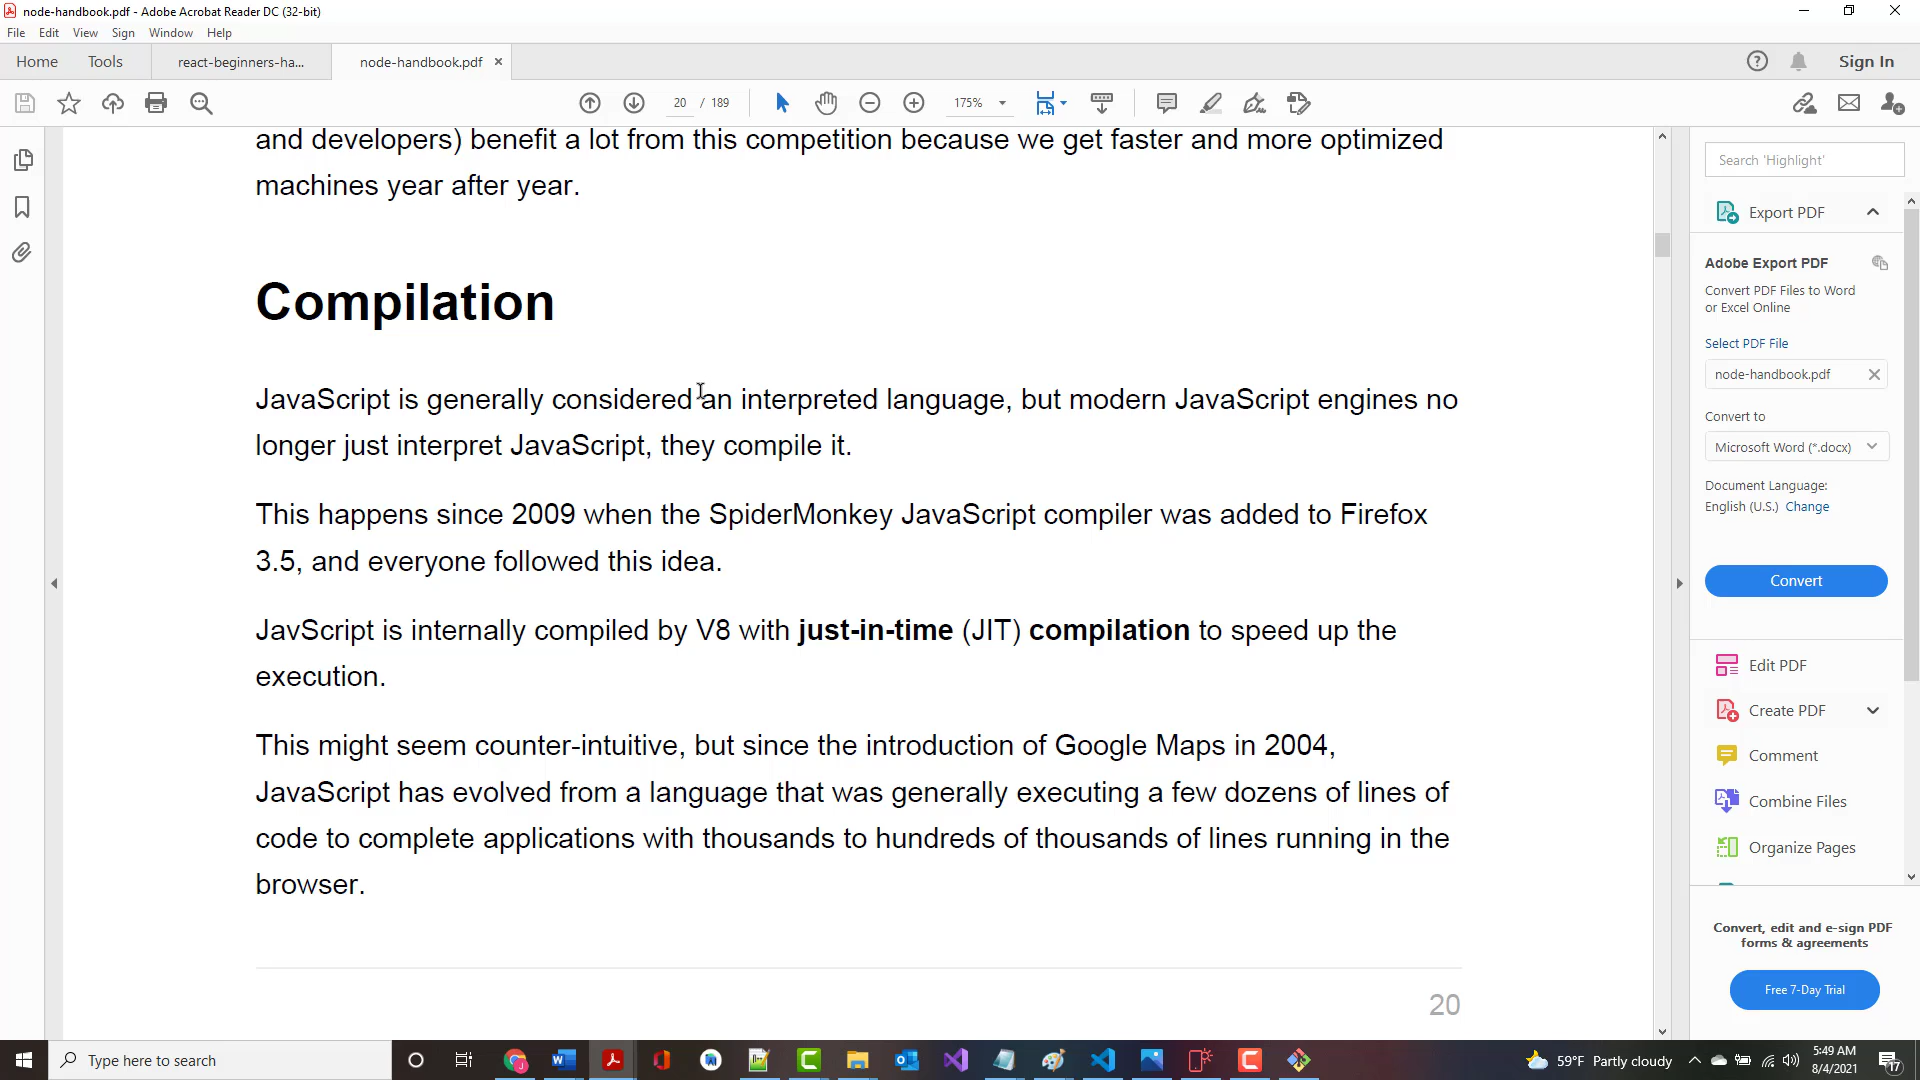 node-handbook.pdf - Adobe Acrobat Reader DC (32-bit)
File Edit View Sign Window Help
Home Tools react-beginners-ha... node-handbook.pdf Sign In
20 / 189 175%
and developers) benefit a lot from this competition because we get faster and more optimized
machines year after year.
Compilation
JavaScript is generally considered an interpreted language, but modern JavaScript engines no
longer just interpret JavaScript, they compile it.
This happens since 2009 when the SpiderMonkey JavaScript compiler was added to Firefox
3.5, and everyone followed this idea.
JavScript is internally compiled by V8 with just-in-time (JIT) compilation to speed up the
execution.
This might seem counter-intuitive, but since the introduction of Google Maps in 2004,
JavaScript has evolved from a language that was generally executing a few dozens of lines of
code to complete applications with thousands to hundreds of thousands of lines running in the
browser.
20
Search 'Highlight'
Export PDF
Adobe Export PDF
Convert PDF Files to Word
or Excel Online
Select PDF File
node-handbook.pdf
Convert to
Microsoft Word (*.docx)
Document Language:
English (U.S.) Change
Convert
Edit PDF
Create PDF
Comment
Combine Files
Organize Pages
Convert, edit and e-sign PDF
forms & agreements
Free 7-Day Trial
Type here to search
59°F Partly cloudy
5:49 AM
8/4/2021
17